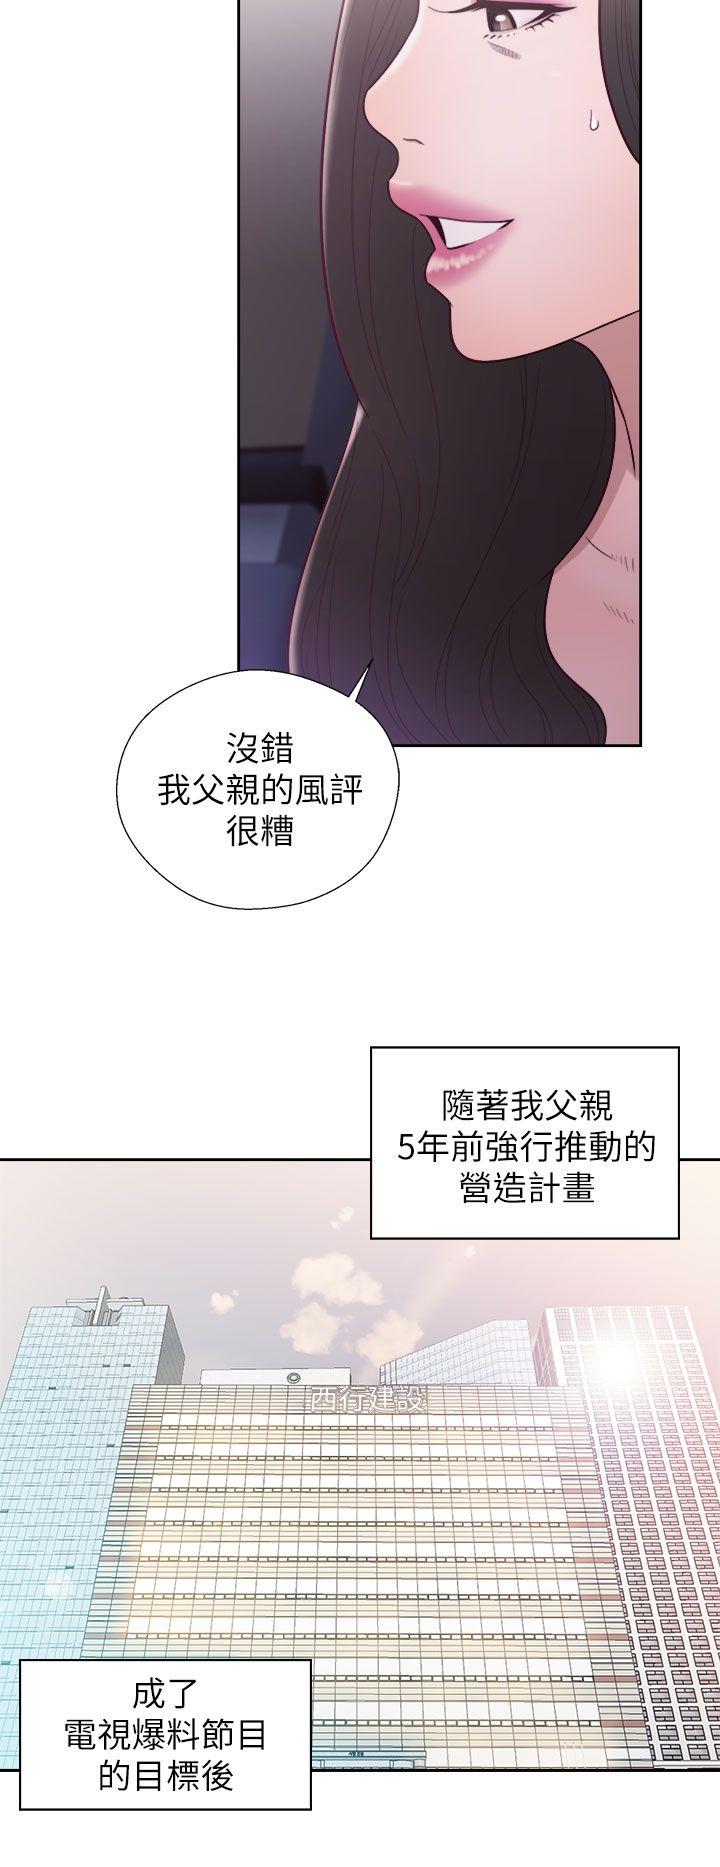 沒錯
我父親的風評
很糟
隨著我父親
5年前強行推動的
營造計畫
西行建設
成了
電視爆料節目
的目標後